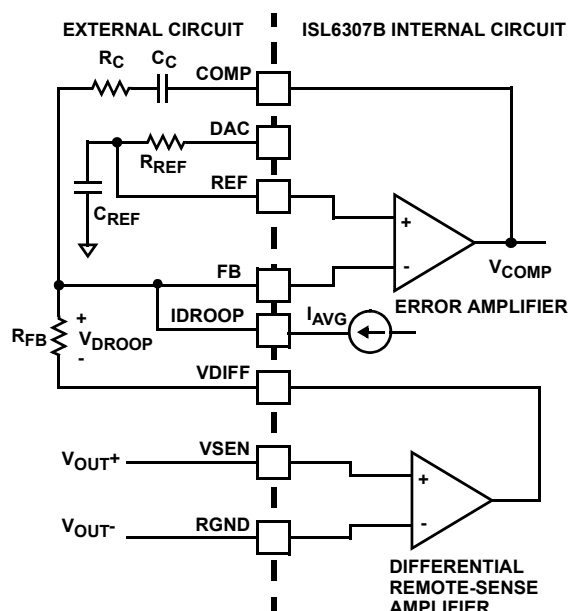 EXTERNAL CIRCUIT
ISL6307B INTERNAL CIRCUIT
RC
CC
COMP
DAC
RREF
REF
CREF
+
-
VCOMP
FB
ERROR AMPLIFIER
IDROOP
IAVG
RFB
+
VDROOP
-
VDIFF
VOUT+
VSEN
+
VOUT-
RGND
-
DIFFERENTIAL
REMOTE-SENSE
AMPLIFIER